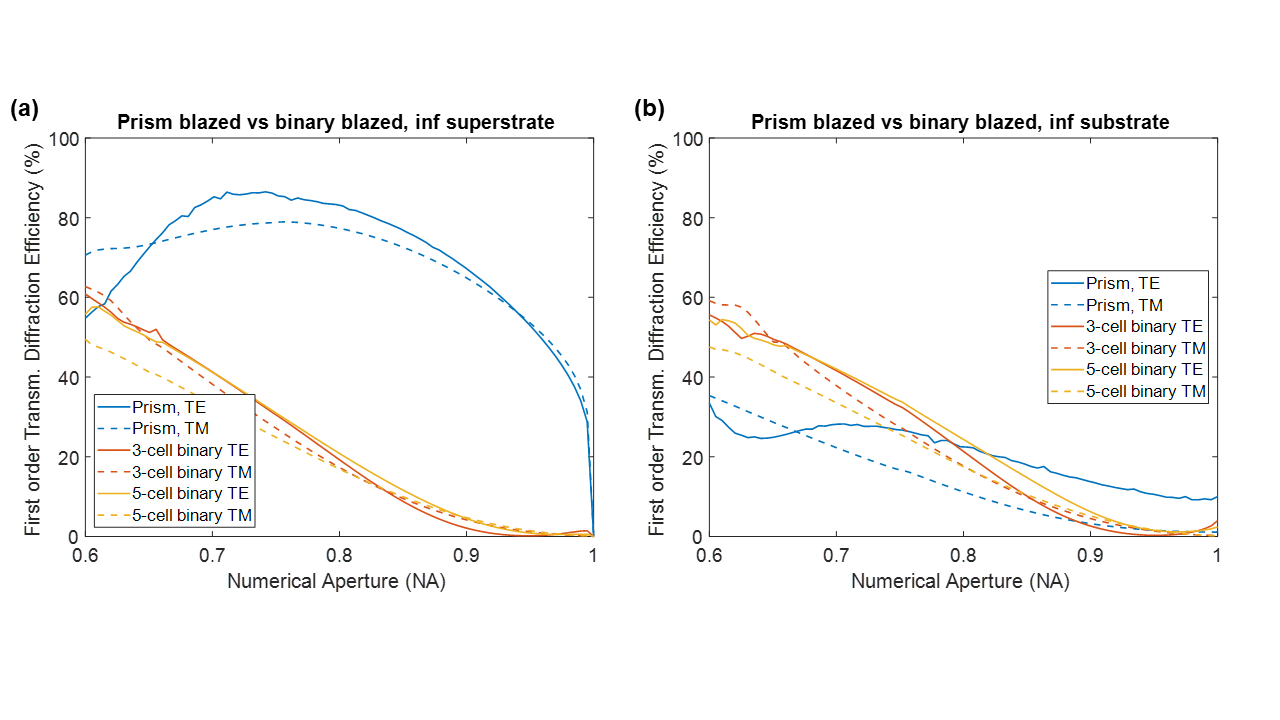 (a)
Prism blazed vs binary blazed, inf superstrate
First order Transm. Diffraction Efficiency (%)
100
80
60
40
20
0
Prism, TE
Prism, TM
3-cell binary TE
3-cell binary TM
5-cell binary TE
5-cell binary TM
0.6
0.7
0.8
0.9
1
Numerical Aperture (NA)
(b)
Prism blazed vs binary blazed, inf substrate
First order Transm. Diffraction Efficiency (%)
100
80
60
40
20
0
Prism, TE
Prism, TM
3-cell binary TE
3-cell binary TM
5-cell binary TE
5-cell binary TM
0.6
0.7
0.8
0.9
1
Numerical Aperture (NA)